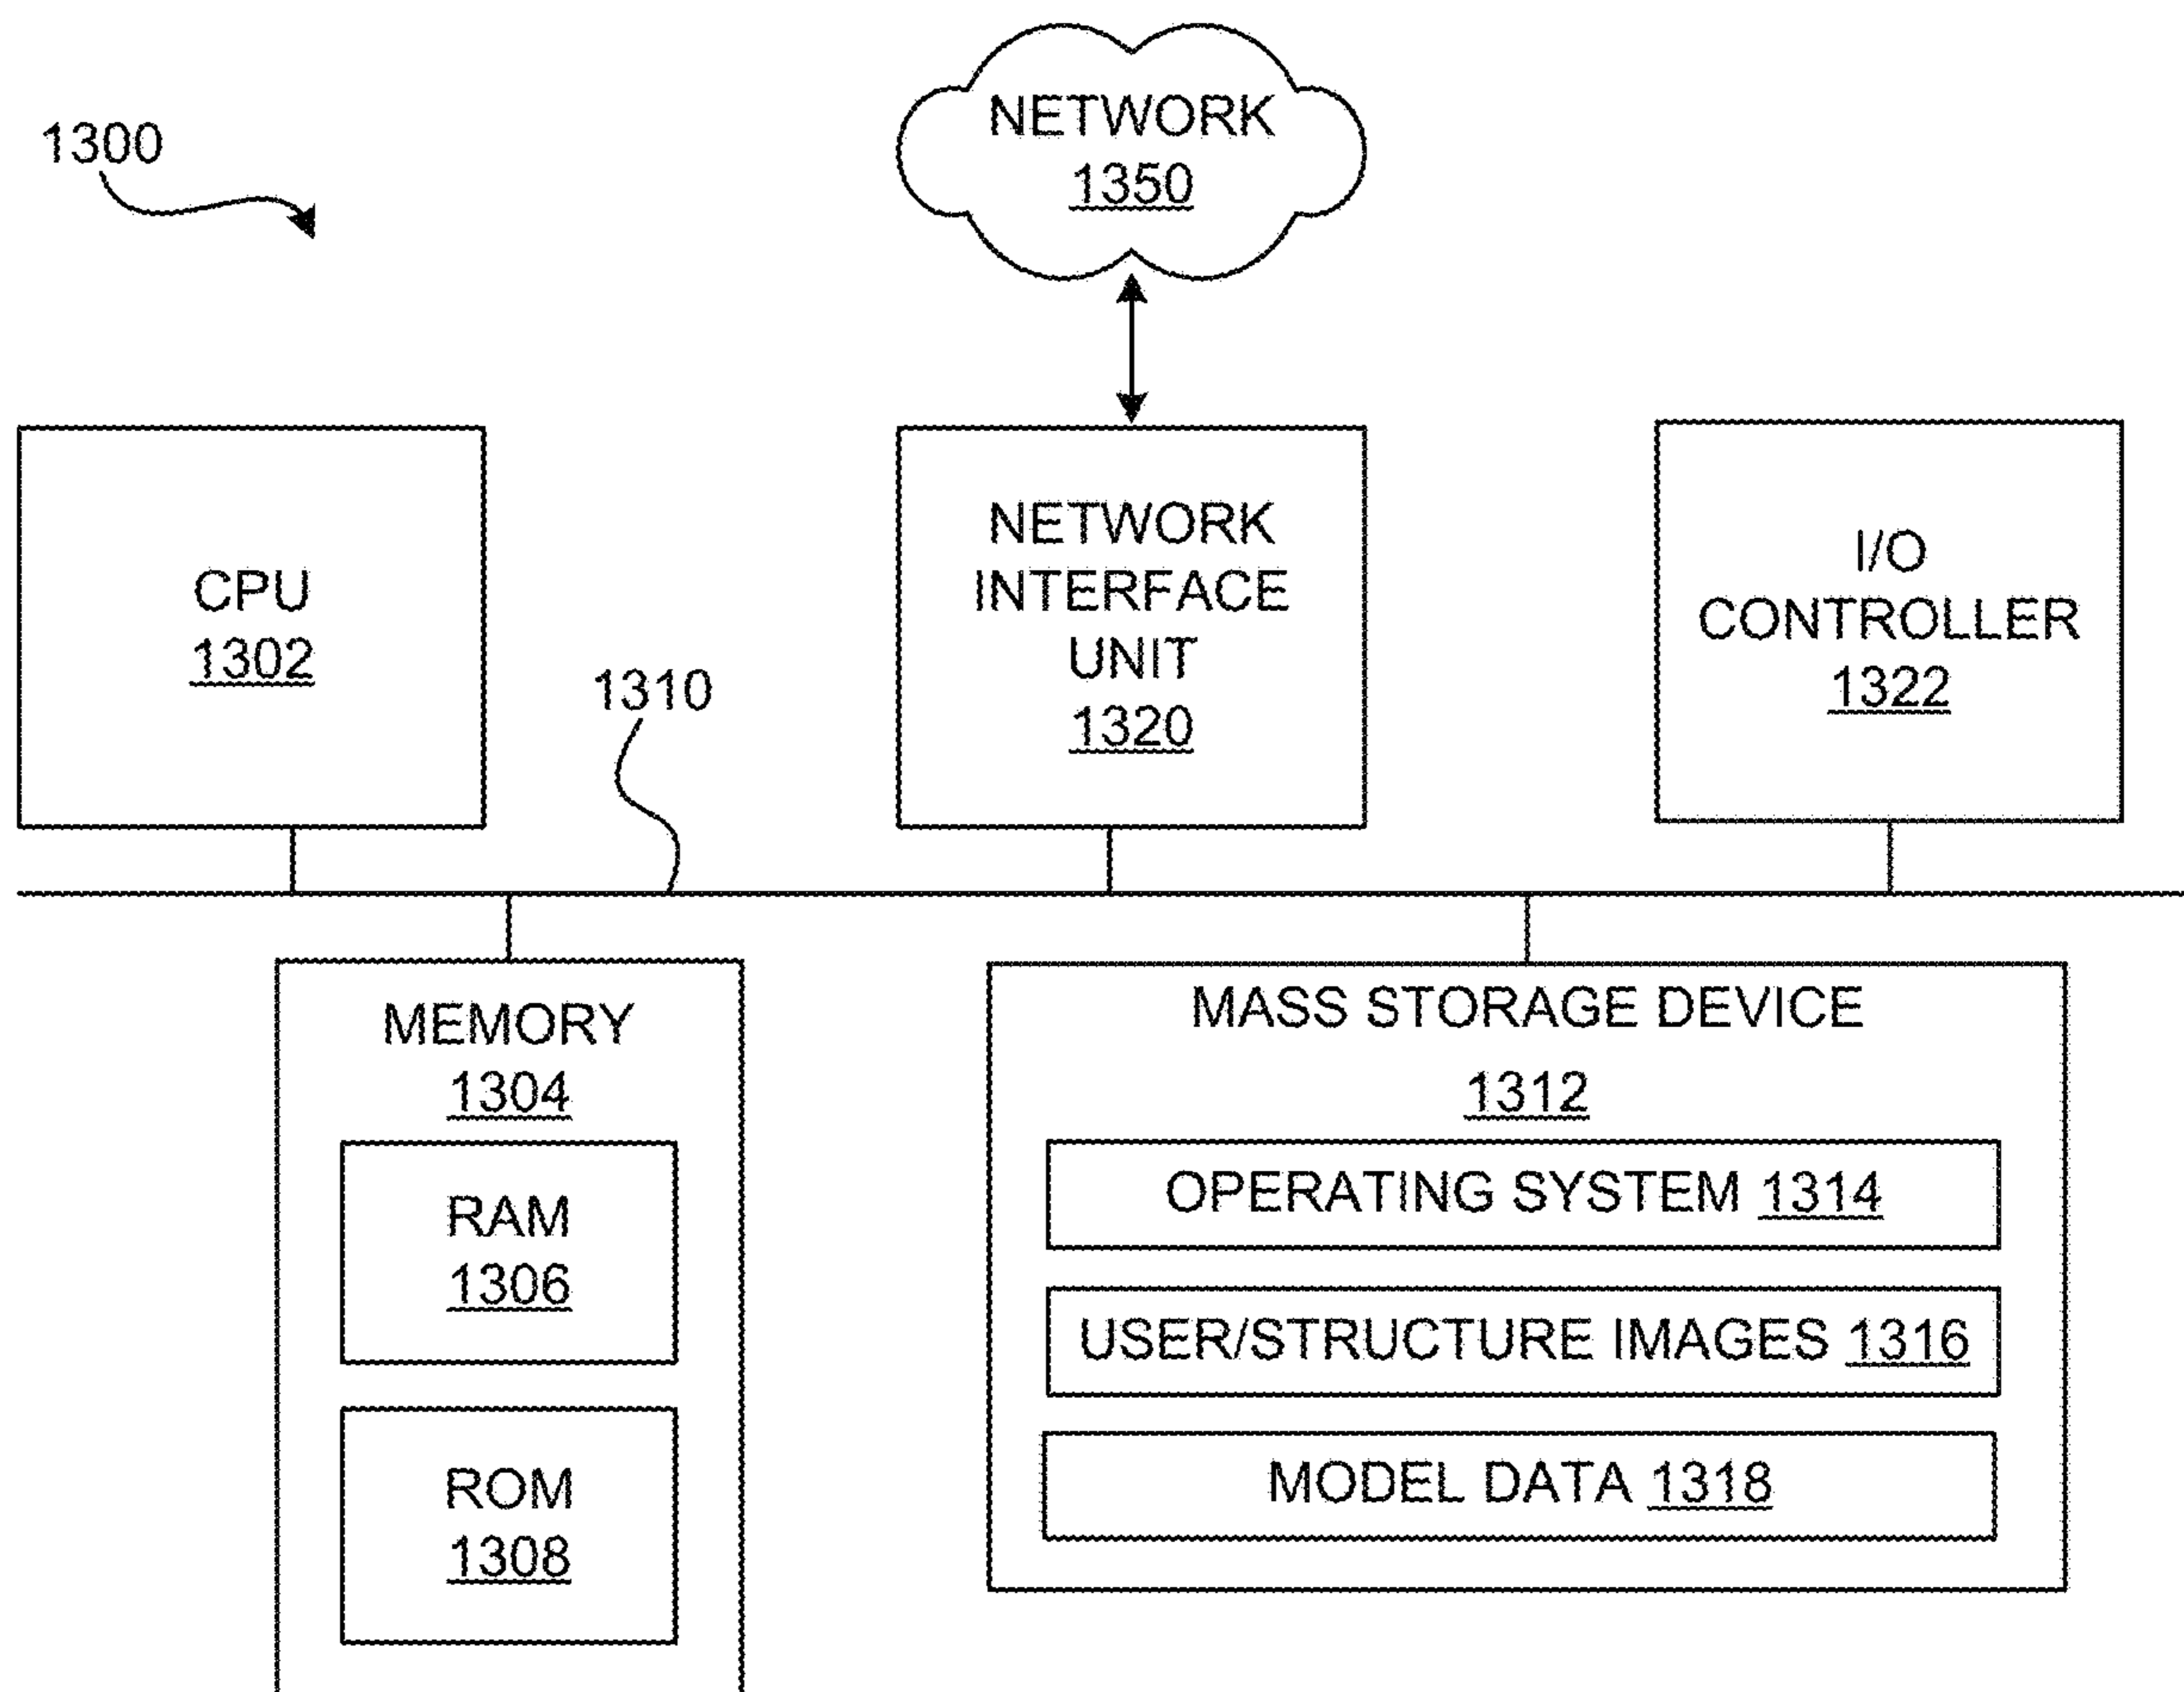 1300
NETWORK
1350
CPU
1302
1310
NETWORK
INTERFACE
UNIT
1320
I/O
CONTROLLER
1322
MEMORY
1304
RAM
1306
ROM
1308
MASS STORAGE DEVICE
1312
OPERATING SYSTEM 1314
USER/STRUCTURE IMAGES 1316
MODEL DATA 1318